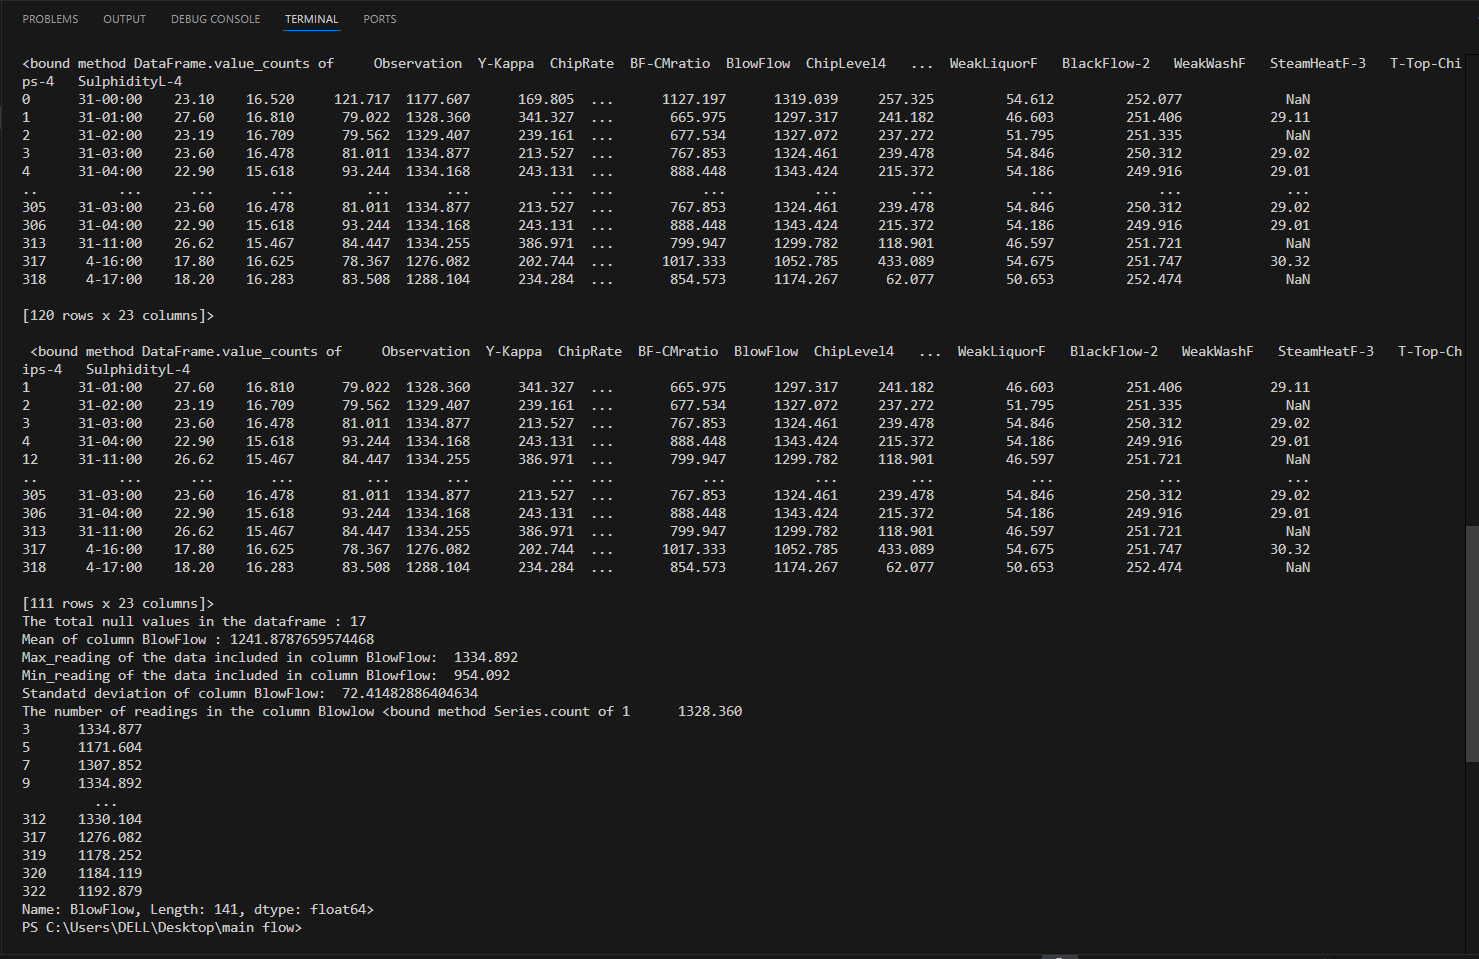 PROBLEMS OUTPUT DEBUG CONSOLE TERMINAL PORTS
<bound method DataFrame.value_counts of     Observation  Y-Kappa  ChipRate  BF-CMratio  BlowFlow  ChipLevel4   ...  WeakLiquorF   BlackFlow-2   WeakWashF   SteamHeatF-3   T-Top-Chi
ps-4   SulphidityL-4
0      31-00:00    23.10    16.520     121.717  1177.607      169.805  ...      1127.197      1319.039     257.325         54.612         252.077             NaN
1      31-01:00    27.60    16.810      79.022  1328.360      341.327  ...       665.975      1297.317     241.182         46.603         251.406           29.11
2      31-02:00    23.19    16.709      79.562  1329.407      239.161  ...       677.534      1327.072     237.272         51.795         251.335             NaN
3      31-03:00    23.60    16.478      81.011  1334.877      213.527  ...       767.853      1324.461     239.478         54.846         250.312           29.02
4      31-04:00    22.90    15.618      93.244  1334.168      243.131  ...       888.448      1343.424     215.372         54.186         249.916           29.01
..          ...      ...       ...         ...       ...          ...  ...           ...           ...         ...            ...             ...             ...
305    31-03:00    23.60    16.478      81.011  1334.877      213.527  ...       767.853      1324.461     239.478         54.846         250.312           29.02
306    31-04:00    22.90    15.618      93.244  1334.168      243.131  ...       888.448      1343.424     215.372         54.186         249.916           29.01
313    31-11:00    26.62    15.467      84.447  1334.255      386.971  ...       799.947      1299.782     118.901         46.597         251.721             NaN
317     4-16:00    17.80    16.625      78.367  1276.082      202.744  ...      1017.333      1052.785     433.089         54.675         251.747           30.32
318     4-17:00    18.20    16.283      83.508  1288.104      234.284  ...       854.573      1174.267      62.077         50.653         252.474             NaN
[120 rows x 23 columns]>
<bound method DataFrame.value_counts of     Observation  Y-Kappa  ChipRate  BF-CMratio  BlowFlow  ChipLevel4   ...  WeakLiquorF   BlackFlow-2   WeakWashF   SteamHeatF-3   T-Top-Ch
ips-4   SulphidityL-4
1      31-01:00    27.60    16.810      79.022  1328.360      341.327  ...       665.975      1297.317     241.182         46.603         251.406           29.11
2      31-02:00    23.19    16.709      79.562  1329.407      239.161  ...       677.534      1327.072     237.272         51.795         251.335             NaN
3      31-03:00    23.60    16.478      81.011  1334.877      213.527  ...       767.853      1324.461     239.478         54.846         250.312           29.02
4      31-04:00    22.90    15.618      93.244  1334.168      243.131  ...       888.448      1343.424     215.372         54.186         249.916           29.01
12     31-11:00    26.62    15.467      84.447  1334.255      386.971  ...       799.947      1299.782     118.901         46.597         251.721             NaN
..          ...      ...       ...         ...       ...          ...  ...           ...           ...         ...            ...             ...             ...
305    31-03:00    23.60    16.478      81.011  1334.877      213.527  ...       767.853      1324.461     239.478         54.846         250.312           29.02
306    31-04:00    22.90    15.618      93.244  1334.168      243.131  ...       888.448      1343.424     215.372         54.186         249.916           29.01
313    31-11:00    26.62    15.467      84.447  1334.255      386.971  ...       799.947      1299.782     118.901         46.597         251.721             NaN
317     4-16:00    17.80    16.625      78.367  1276.082      202.744  ...      1017.333      1052.785     433.089         54.675         251.747           30.32
318     4-17:00    18.20    16.283      83.508  1288.104      234.284  ...       854.573      1174.267      62.077         50.653         252.474             NaN
[111 rows x 23 columns]>
The total null values in the dataframe : 17
Mean of column BlowFlow : 1241.8787659574468
Max_reading of the data included in column BlowFlow:  1334.892
Min_reading of the data included in column Blowflow:  954.092
Standatd deviation of column BlowFlow:  72.41482886404634
The number of readings in the column Blowlow <bound method Series.count of 1      1328.360
3      1334.877
5      1171.604
7      1307.852
9      1334.892
...
312    1330.104
317    1276.082
319    1178.252
320    1184.119
322    1192.879
Name: BlowFlow, Length: 141, dtype: float64>
PS C:\Users\DELL\Desktop\main flow>